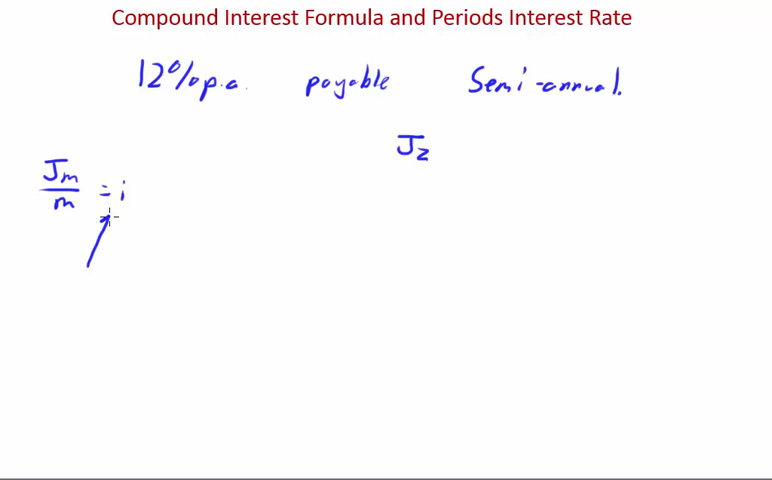 Compound Interest Formula and Periods Interest Rate
12% p.a. payable Semi-annual.
J2
Jm/m = i